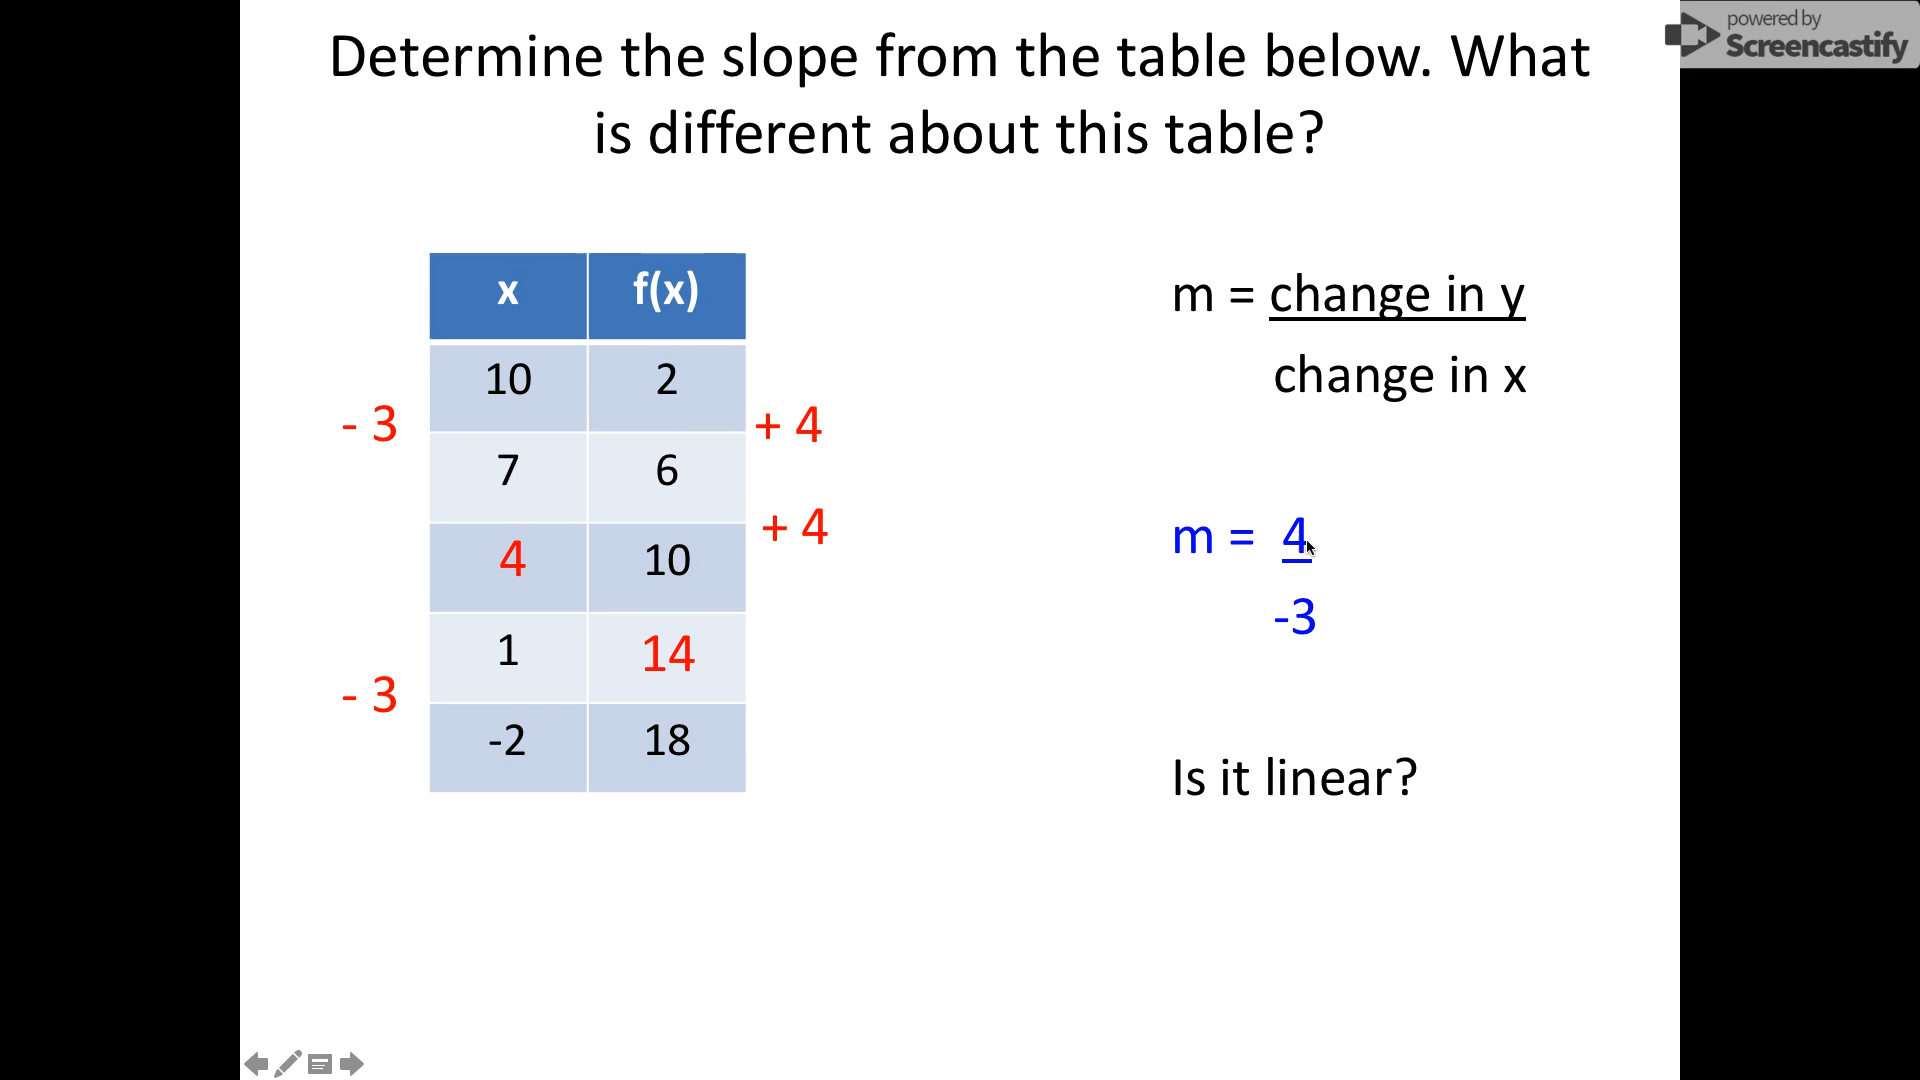 powered by
Screencastify
Determine the slope from the table below. What
is different about this table?
x f(x)
10 2
- 3 + 4
7 6
+ 4
4 10
1 14
- 3
-2 18
m = change in y
change in x
m = 4
-3
Is it linear?